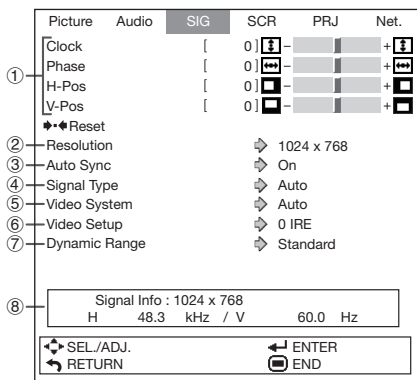 Picture Audio SIG SCR PRJ Net.
① Clock [ 0 ] - +
Phase [ 0 ] - +
H-Pos [ 0 ] - +
V-Pos [ 0 ] - +
Reset
② Resolution 1024 x 768
③ Auto Sync On
④ Signal Type Auto
⑤ Video System Auto
⑥ Video Setup 0 IRE
⑦ Dynamic Range Standard
⑧ Signal Info : 1024 x 768
H 48.3 kHz / V 60.0 Hz
SEL./ADJ. ENTER
RETURN END